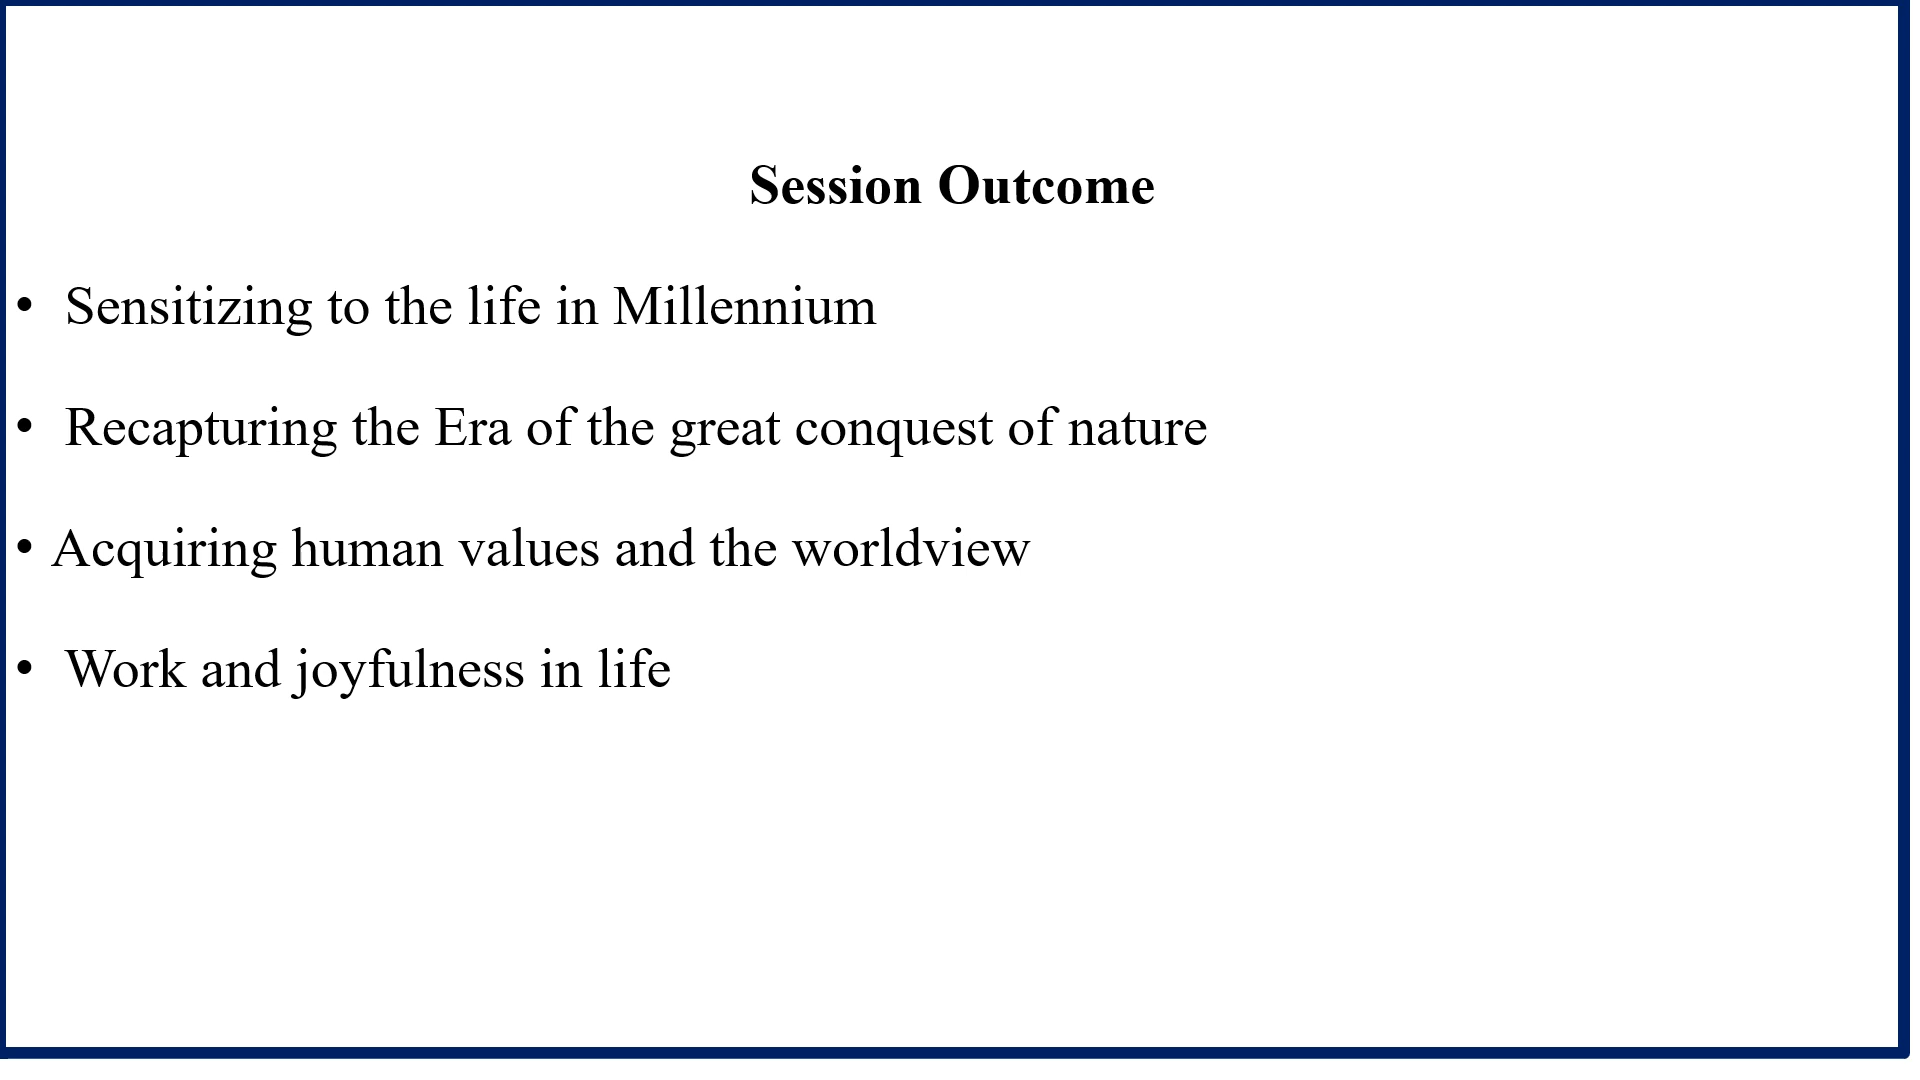 Session Outcome
• Sensitizing to the life in Millennium
• Recapturing the Era of the great conquest of nature
• Acquiring human values and the worldview
• Work and joyfulness in life